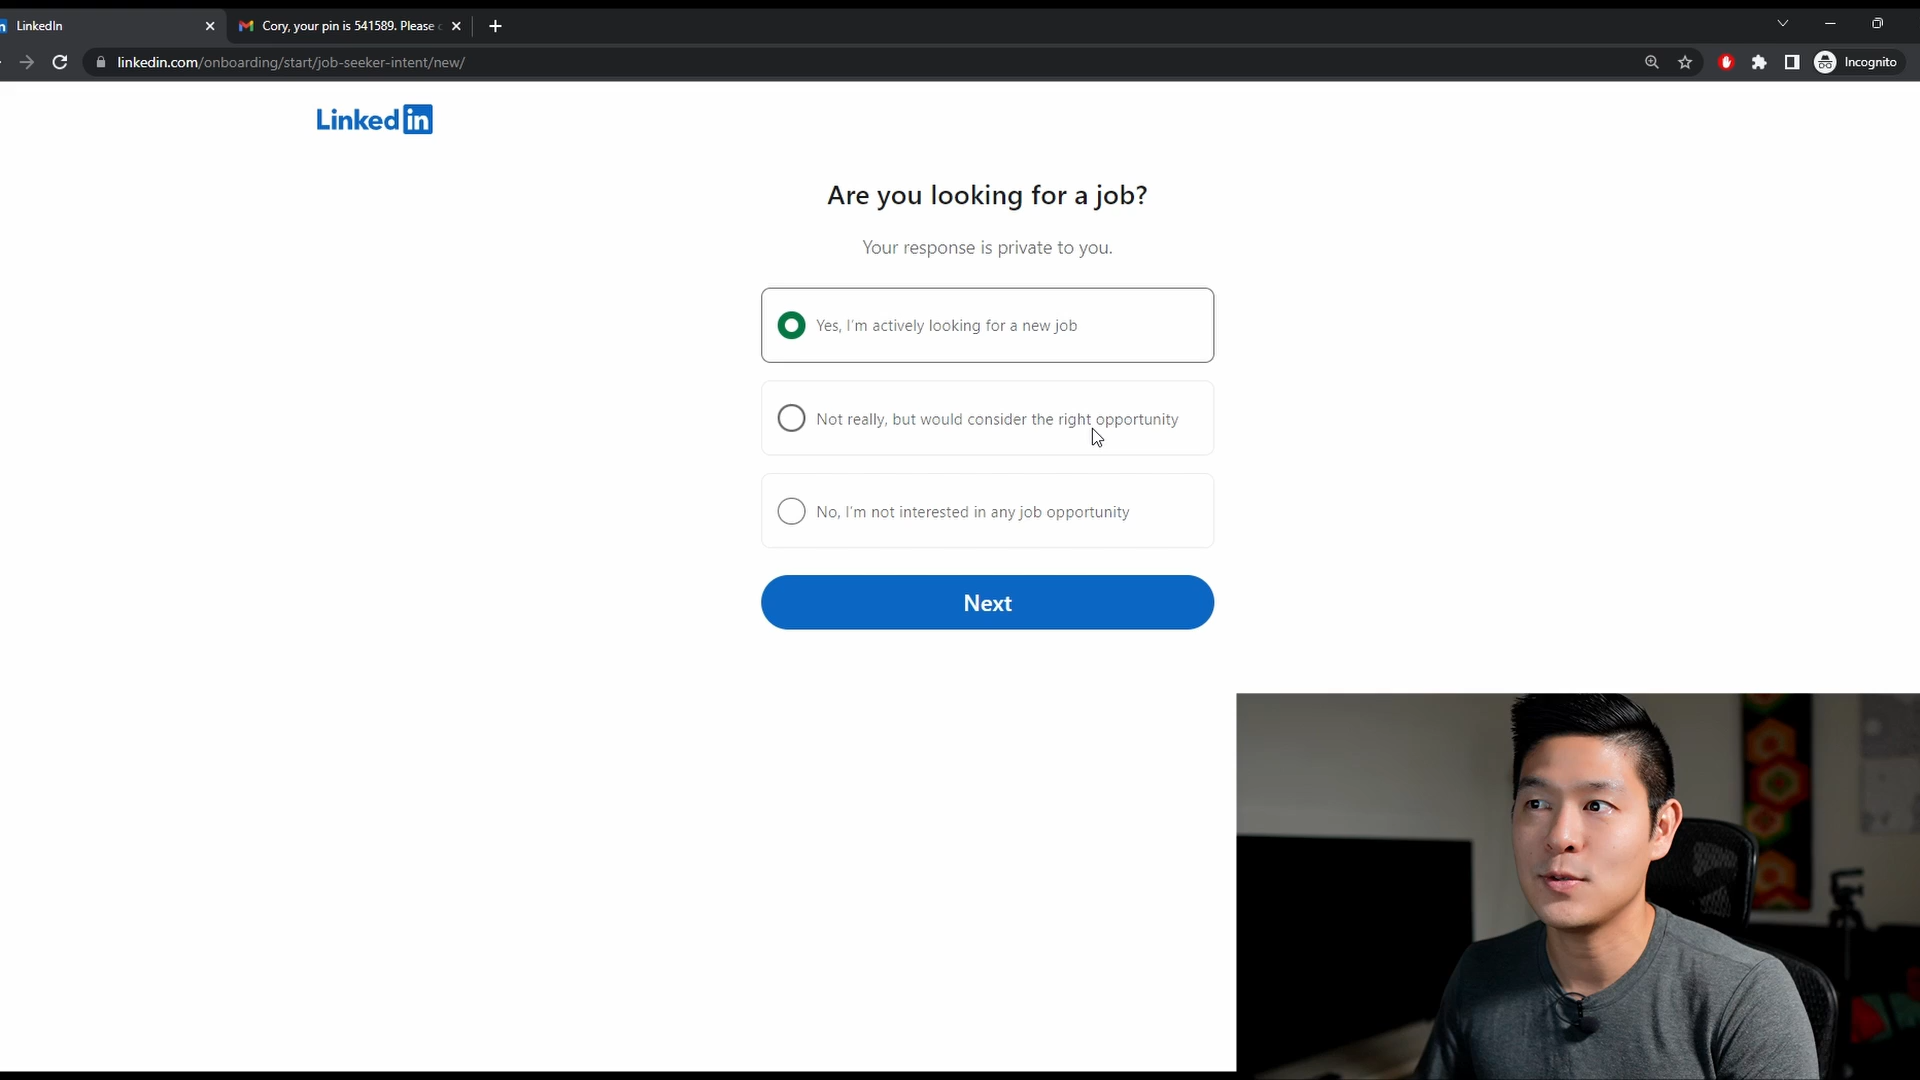 LinkedIn
Cory, your pin is 541589. Please
linkedin.com/onboarding/start/job-seeker-intent/new/
Incognito
Linked in
Are you looking for a job?
Your response is private to you.
Yes, I'm actively looking for a new job
Not really, but would consider the right opportunity
No, I'm not interested in any job opportunity
Next